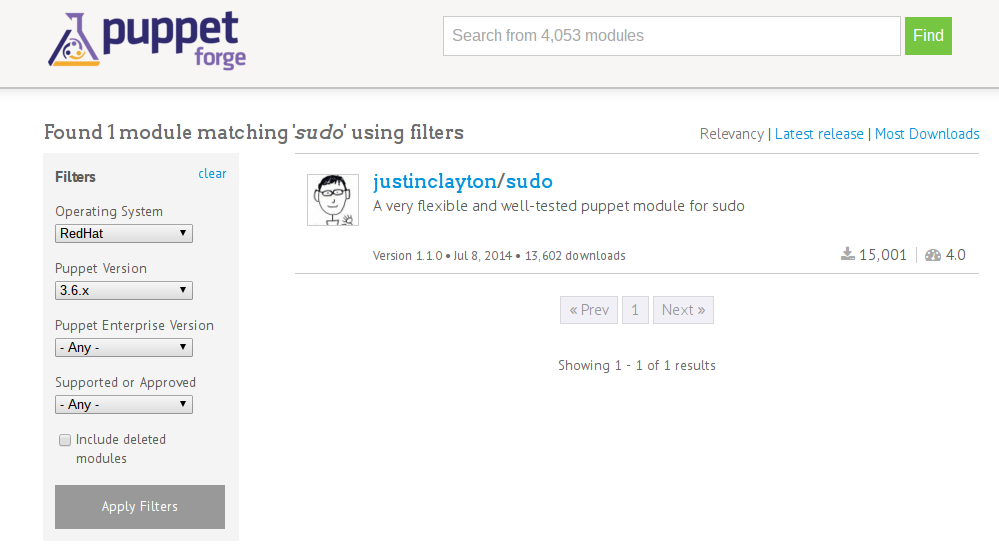 puppet
forge
Search from 4,053 modules
Find
Found 1 module matching 'sudo' using filters
Relevancy | Latest release | Most Downloads
Filters
clear
Operating System
RedHat
Puppet Version
3.6.x
Puppet Enterprise Version
- Any -
Supported or Approved
- Any -
Include deleted
modules
Apply Filters
justinclayton/sudo
A very flexible and well-tested puppet module for sudo
Version 1.1.0 • Jul 8, 2014 • 13,602 downloads
15,001
4.0
« Prev
1
Next »
Showing 1 - 1 of 1 results